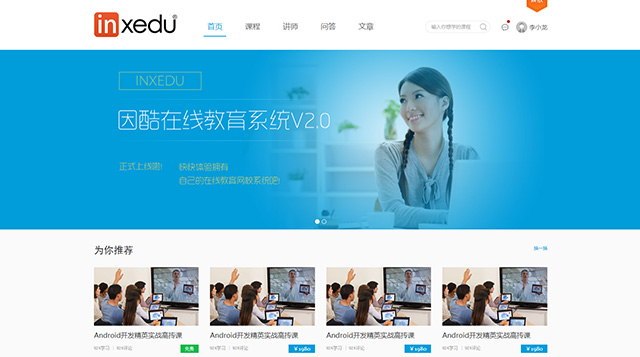 inxedu®
首页 课程 讲师 问答 文章
输入你想学的课程
李小龙
INXEDU
因酷在线教育系统V2.0
正式上线啦! 快快体验拥有
自己的在线教育网校系统吧!
为你推荐
换一换
Android开发精英实战高抟课 Android开发精英实战高抟课 Android开发精英实战高抟课 Android开发精英实战高抟课
免费 ¥1980 ¥1980 ¥1980